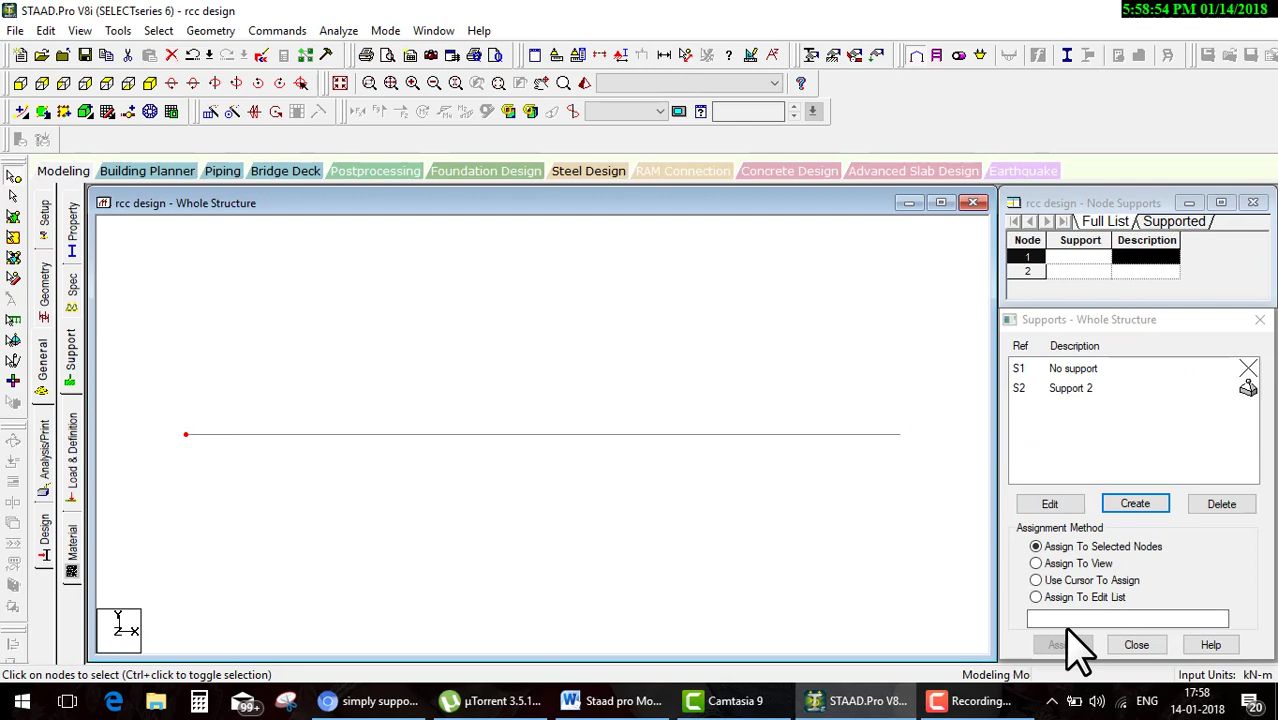 STAAD.Pro V8i (SELECTseries 6) - rcc design
5:58:54 PM 01/14/2018
File Edit View Tools Select Geometry Commands Analyze Mode Window Help
Modeling Building Planner Piping Bridge Deck Postprocessing Foundation Design Steel Design RAM Connection Concrete Design Advanced Slab Design Earthquake
Setup
Geometry
General
Analysis/Print
Design
Property
Spec
Support
Load & Definition
Material
rcc design - Whole Structure
Y
Z X
rcc design - Node Supports
Full List Supported
Node Support Description
1
2
Supports - Whole Structure
Ref Description
S1 No support
S2 Support 2
Edit Create Delete
Assignment Method
Assign To Selected Nodes
Assign To View
Use Cursor To Assign
Assign To Edit List
Close Help
Click on nodes to select (Ctrl+click to toggle selection)
Modeling Mo
Input Units: kN-m
99+
simply suppo...
µTorrent 3.5.1...
Staad pro Mo...
Camtasia 9
STAAD.Pro V8...
Recording...
ENG
17:58
14-01-2018
20